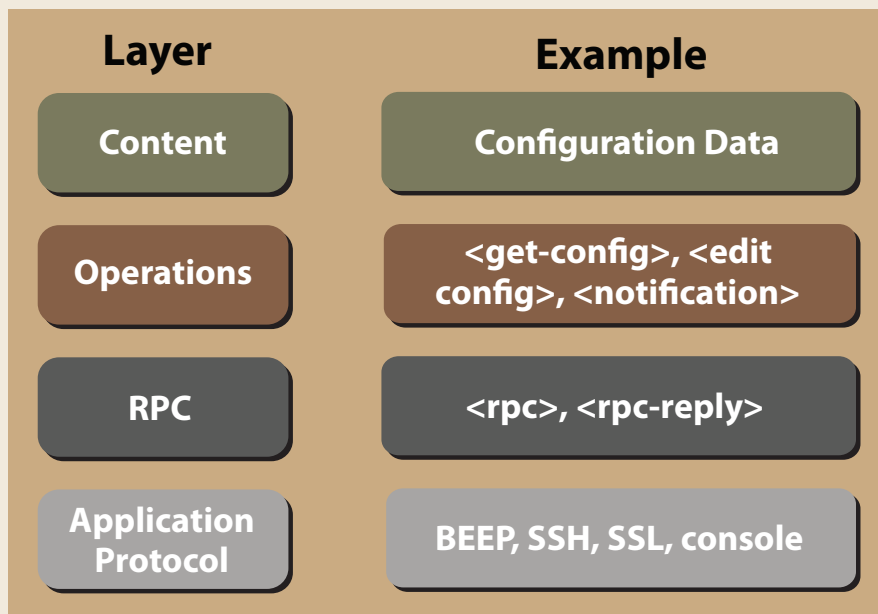 Layer
Example
Content
Configuration Data
Operations
<get-config>, <edit
config>, <notification>
RPC
<rpc>, <rpc-reply>
Application
Protocol
BEEP, SSH, SSL, console